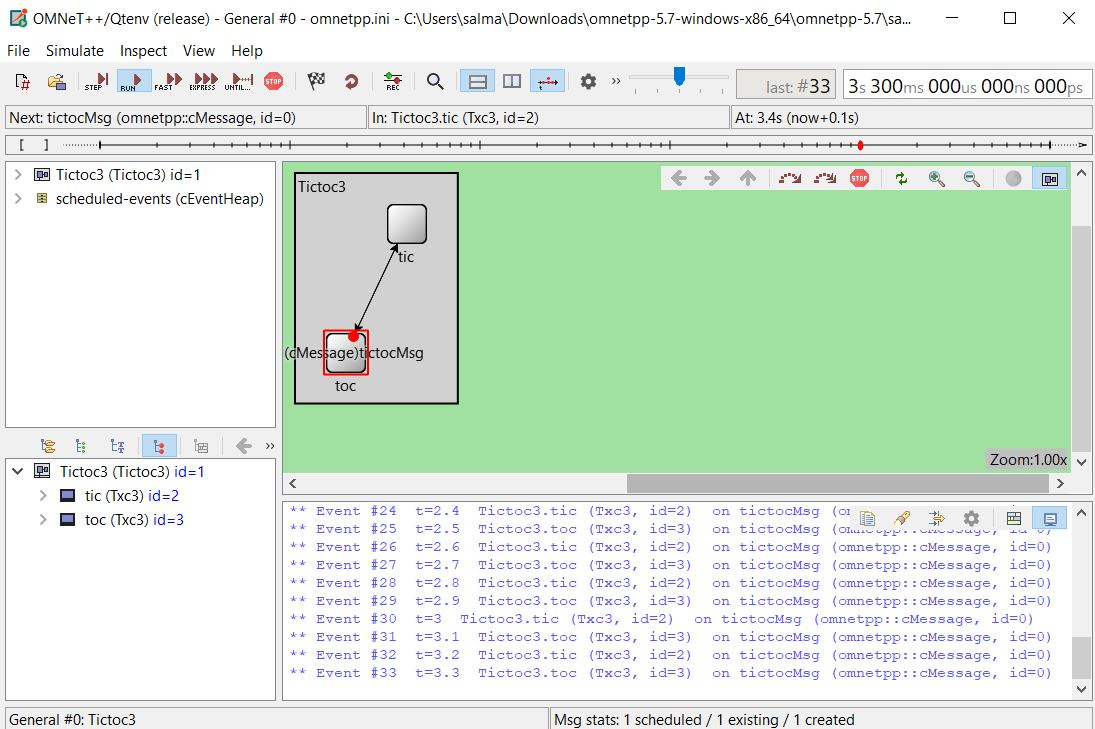 OMNeT++/Qtenv (release) - General #0 - omnetpp.ini - C:\Users\salma\Downloads\omnetpp-5.7-windows-x86_64\omnetpp-5.7\sa...
File Simulate Inspect View Help
STEP RUN FAST EXPRESS UNTIL... STOP REC » last: #33 3s 300ms 000us 000ns 000ps
Next: tictocMsg (omnetpp::cMessage, id=0) In: Tictoc3.tic (Txc3, id=2) At: 3.4s (now+0.1s)
[ ]
Tictoc3 (Tictoc3) id=1
scheduled-events (cEventHeap)
»
Tictoc3 (Tictoc3) id=1
tic (Txc3) id=2
toc (Txc3) id=3
Tictoc3
STOP
tic
(cMessage)tictocMsg
toc
Zoom:1.00x
** Event #24 t=2.4 Tictoc3.tic (Txc3, id=2) on tictocMsg
** Event #25 t=2.5 Tictoc3.toc (Txc3, id=3) on tictocMsg (omnetpp::cMessage, id=0)
** Event #26 t=2.6 Tictoc3.tic (Txc3, id=2) on tictocMsg (omnetpp::cMessage, id=0)
** Event #27 t=2.7 Tictoc3.toc (Txc3, id=3) on tictocMsg (omnetpp::cMessage, id=0)
** Event #28 t=2.8 Tictoc3.tic (Txc3, id=2) on tictocMsg (omnetpp::cMessage, id=0)
** Event #29 t=2.9 Tictoc3.toc (Txc3, id=3) on tictocMsg (omnetpp::cMessage, id=0)
** Event #30 t=3 Tictoc3.tic (Txc3, id=2) on tictocMsg (omnetpp::cMessage, id=0)
** Event #31 t=3.1 Tictoc3.toc (Txc3, id=3) on tictocMsg (omnetpp::cMessage, id=0)
** Event #32 t=3.2 Tictoc3.tic (Txc3, id=2) on tictocMsg (omnetpp::cMessage, id=0)
** Event #33 t=3.3 Tictoc3.toc (Txc3, id=3) on tictocMsg (omnetpp::cMessage, id=0)
General #0: Tictoc3 Msg stats: 1 scheduled / 1 existing / 1 created